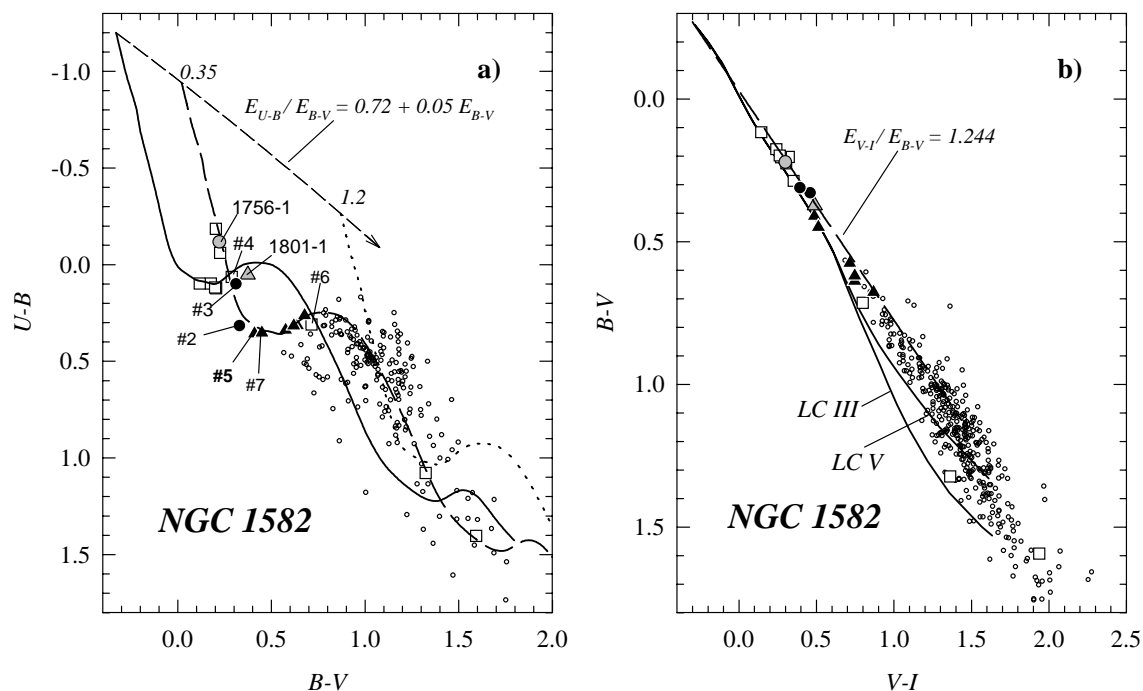 a)
0.35
E_{U-B} / E_{B-V} = 0.72 + 0.05 E_{B-V}
1.2
1756-1
#4
1801-1
#6
#3
#2
#5
#7
NGC 1582
-1.0
-0.5
0.0
0.5
1.0
1.5
U-B
0.0 0.5 1.0 1.5 2.0
B-V
b)
E_{V-I} / E_{B-V} = 1.244
LC III
LC V
NGC 1582
0.0
0.5
1.0
1.5
B-V
0.0 0.5 1.0 1.5 2.0 2.5
V-I